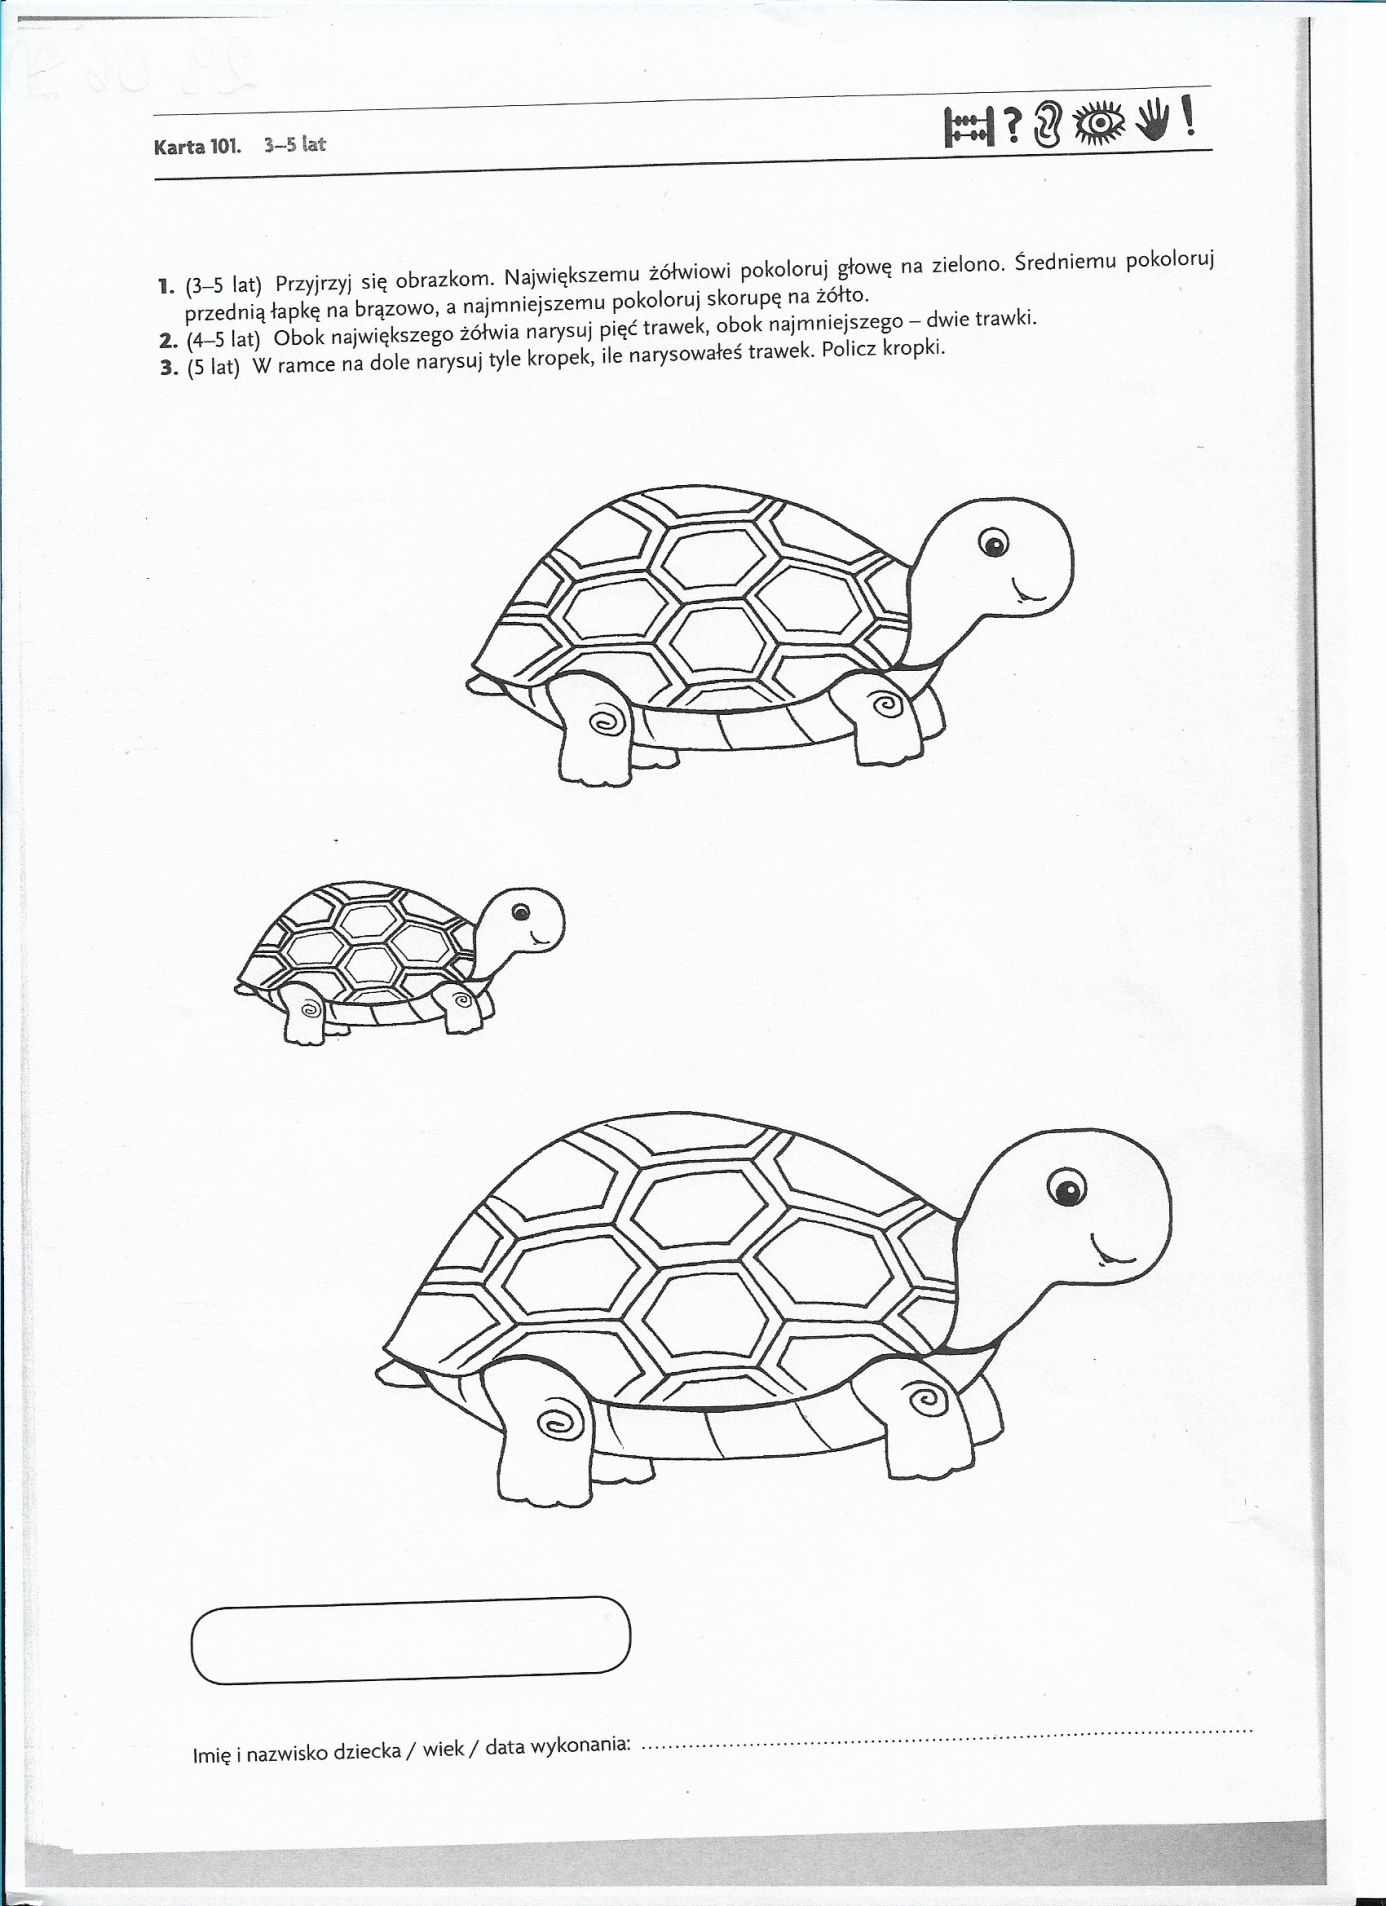 Karta 101. 3–5 lat
?
!
1. (3–5 lat) Przyjrzyj się obrazkom. Największemu żółwiowi pokoloruj głowę na zielono. Średniemu pokoloruj
przednią łapkę na brązowo, a najmniejszemu pokoloruj skorupę na żółto.
2. (4–5 lat) Obok największego żółwia narysuj pięć trawek, obok najmniejszego – dwie trawki.
3. (5 lat) W ramce na dole narysuj tyle kropek, ile narysowałeś trawek. Policz kropki.
Imię i nazwisko dziecka / wiek / data wykonania: ........................................................